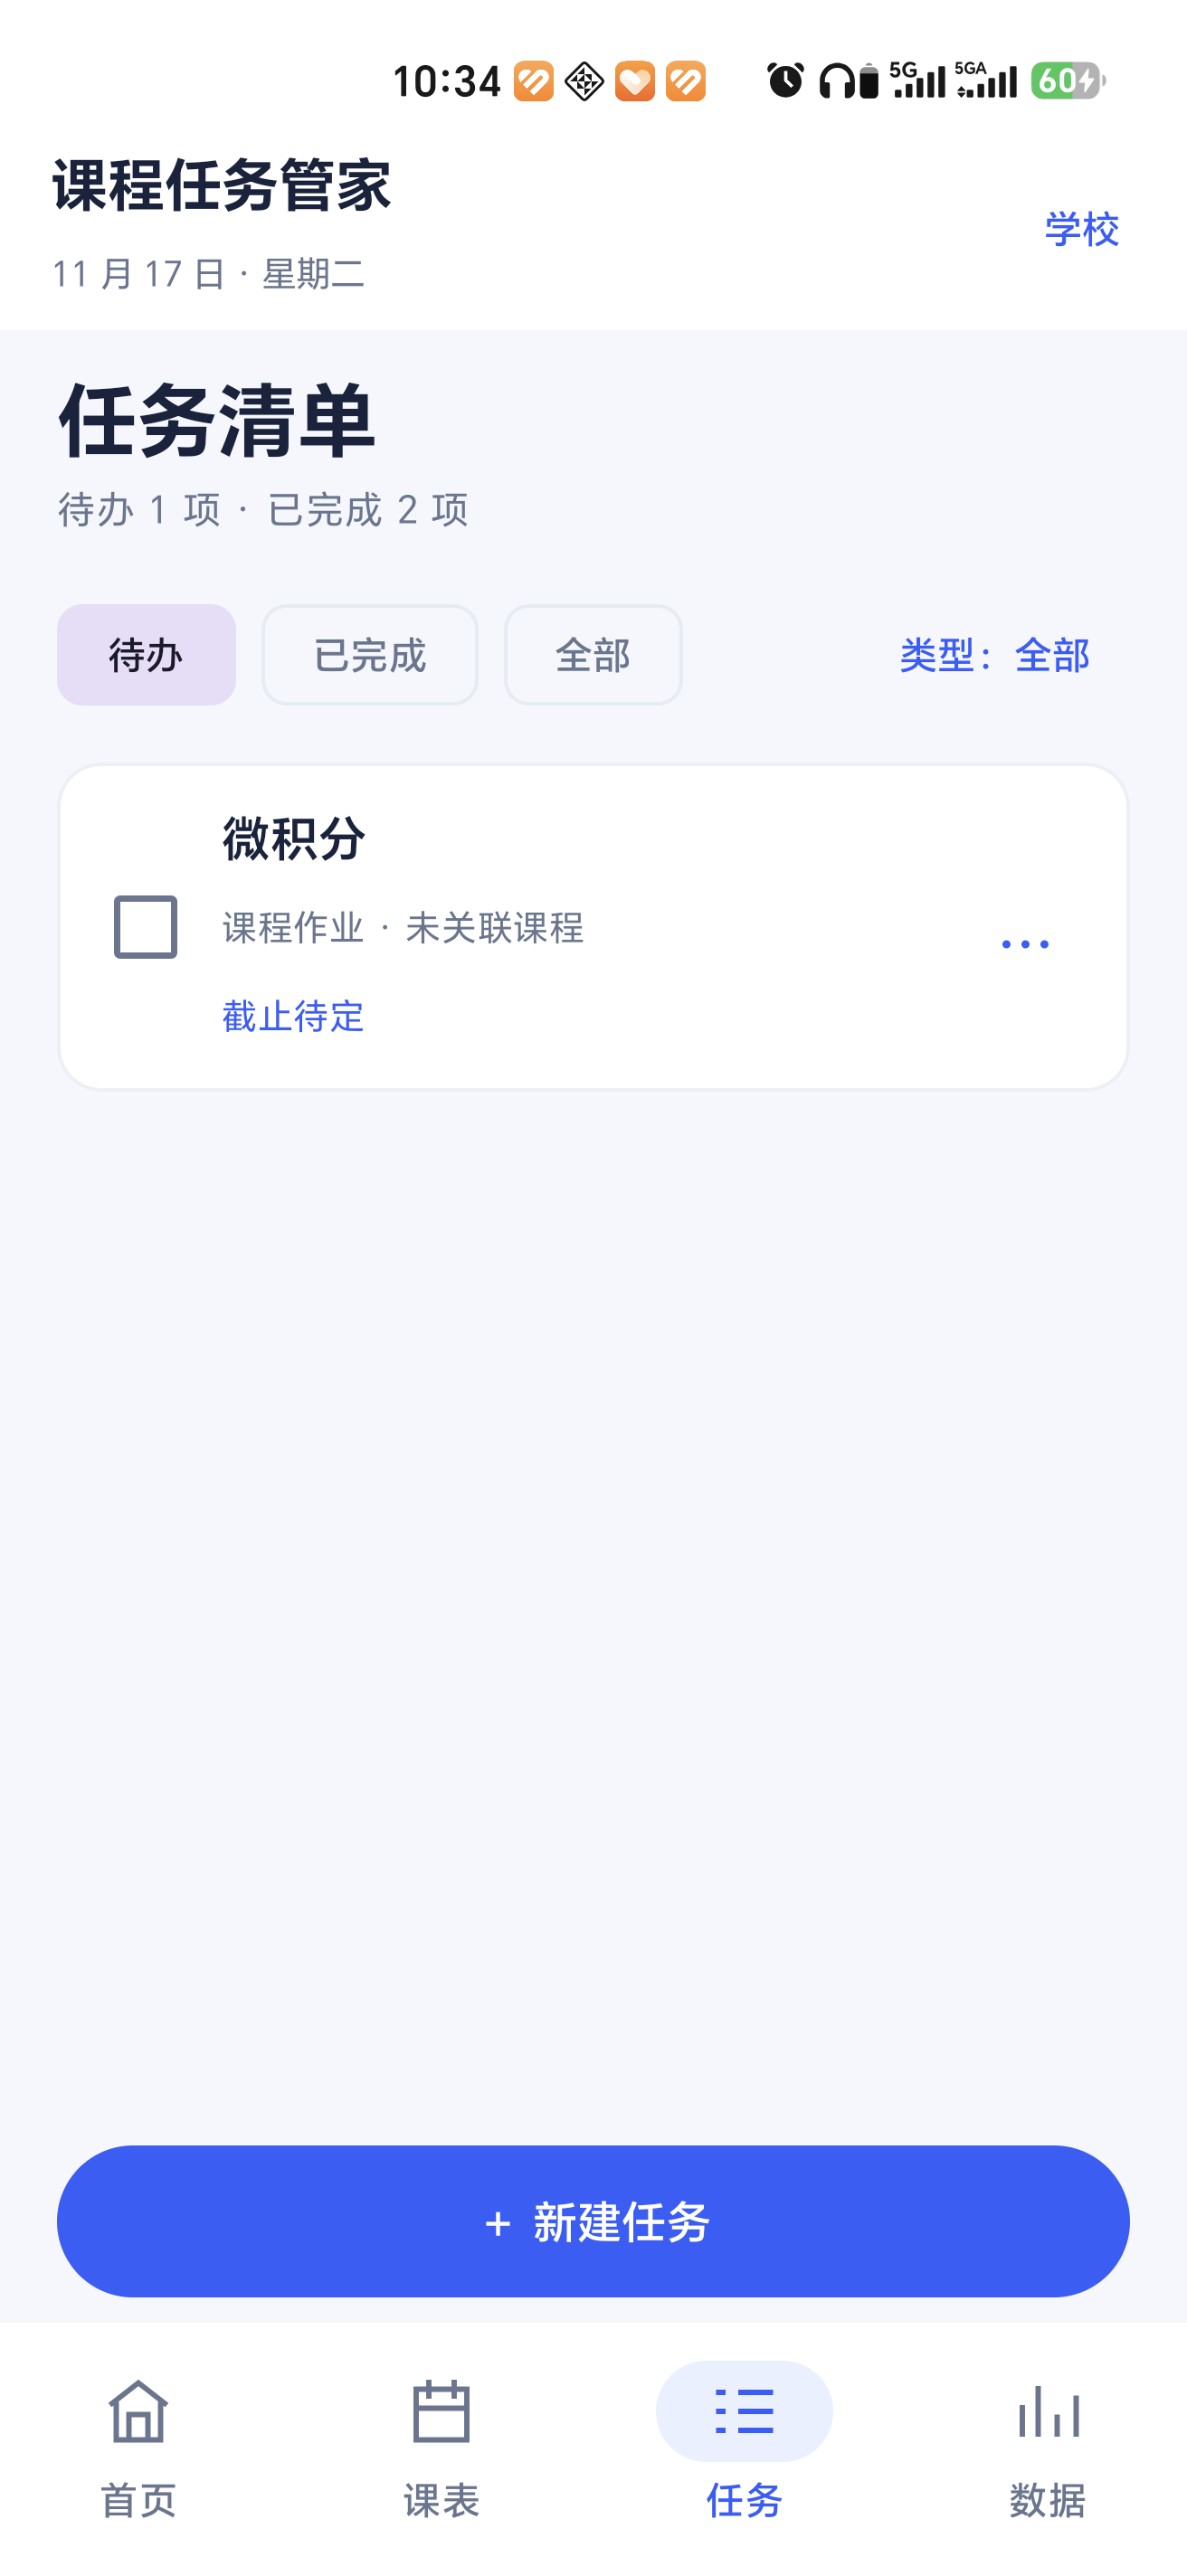 10:34 5G 5GA 60
课程任务管家
学校
11 月 17 日 · 星期二
任务清单
待办 1 项 · 已完成 2 项
待办 已完成 全部 类型：全部
微积分
课程作业 · 未关联课程
...
截止待定
+ 新建任务
首页 课表 任务 数据